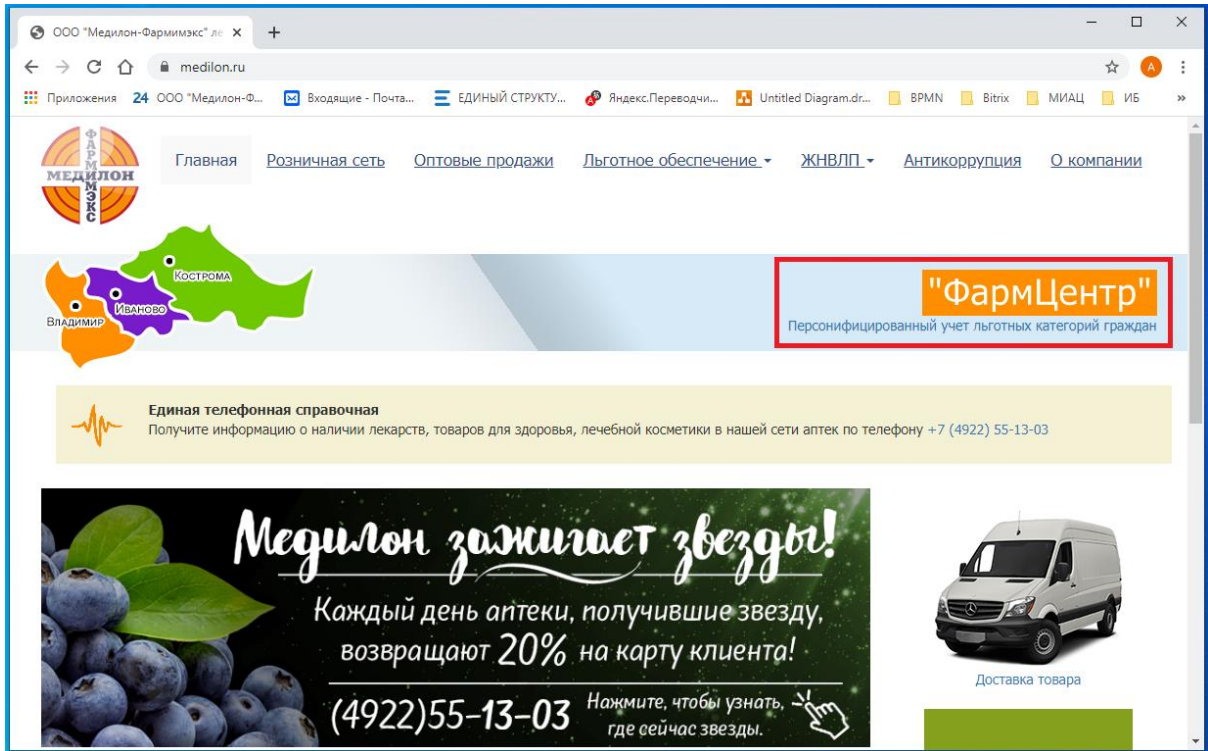 ООО "Медилон-Фармимэкс" ле
medilon.ru
A
Приложения 24 ООО "Медилон-Ф... Входящие - Почта... ЕДИНЫЙ СТРУКТУ... Яндекс.Переводчи... Untitled Diagram.dr... BPMN Bitrix МИАЦ ИБ »
ФАРМИМЭКС
МЕДИЛОН
Главная Розничная сеть Оптовые продажи Льготное обеспечение ЖНВЛП Антикоррупция О компании
Кострома
Иваново
Владимир
"ФармЦентр"
Персонифицированный учет льготных категорий граждан
Единая телефонная справочная
Получите информацию о наличии лекарств, товаров для здоровья, лечебной косметики в нашей сети аптек по телефону +7 (4922) 55-13-03
Медилон зажигает звезды!
Каждый день аптеки, получившие звезду,
возвращают 20% на карту клиента!
(4922)55-13-03
Нажмите, чтобы узнать,
где сейчас звезды.
Доставка товара